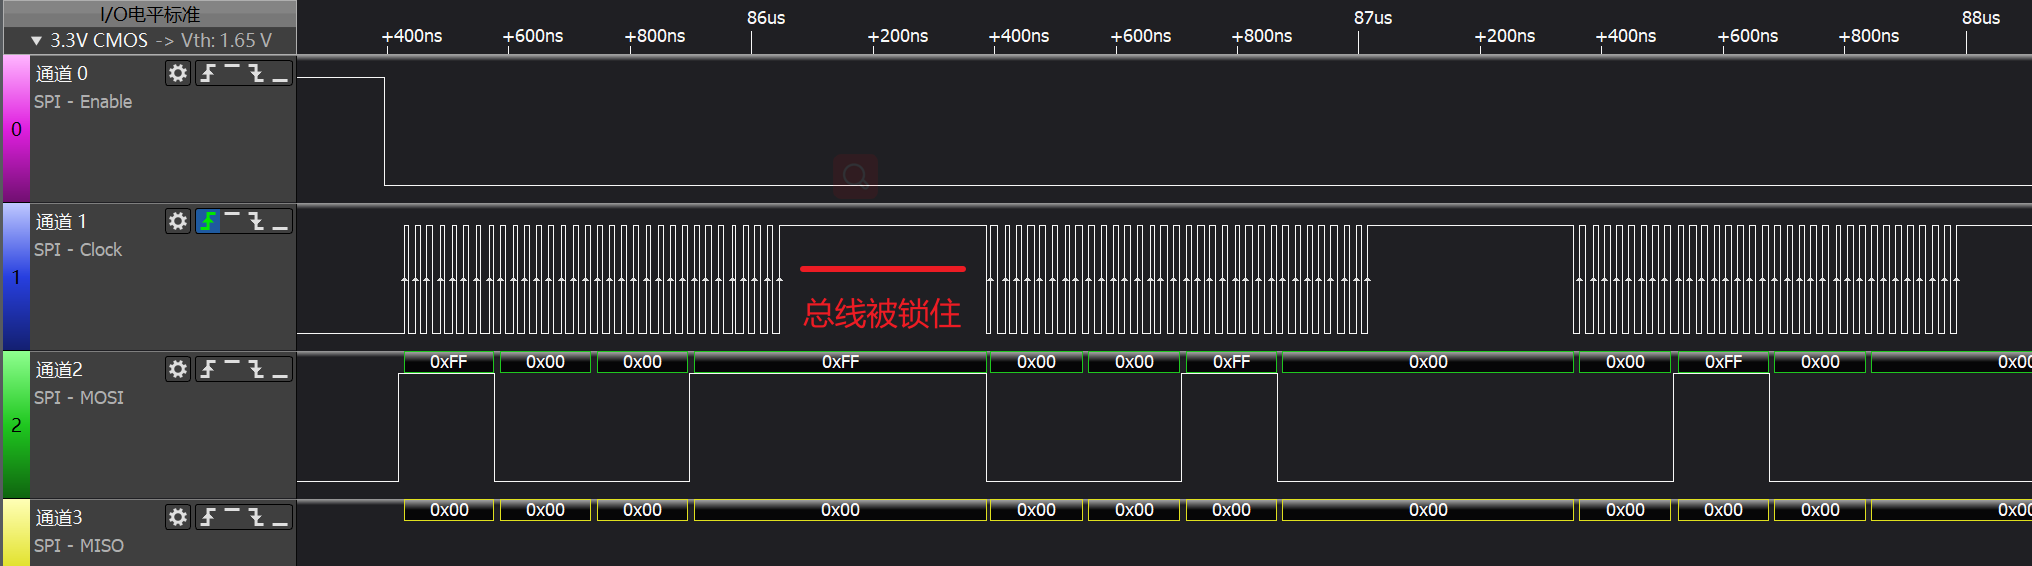 I/O电平标准
▼ 3.3V CMOS -> Vth: 1.65 V
86us 87us 88us
+400ns +600ns +800ns +200ns +400ns +600ns +800ns +200ns +400ns +600ns +800ns
0
通道 0
SPI - Enable
1
通道 1
SPI - Clock
总线被锁住
2
通道2
SPI - MOSI
0xFF 0x00 0x00 0xFF 0x00 0x00 0xFF 0x00 0x00 0xFF 0x00 0x00
通道3
SPI - MISO
0x00 0x00 0x00 0x00 0x00 0x00 0x00 0x00 0x00 0x00 0x00 0x00